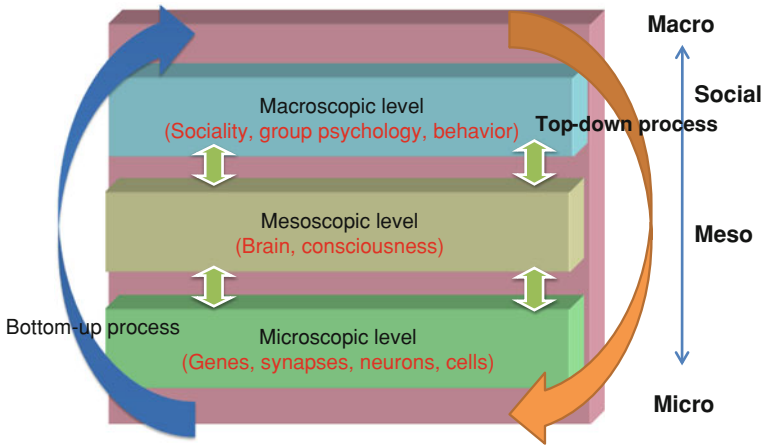 Macro
Social
Macroscopic level
(Sociality, group psychology, behavior)
Top-down process
Mesoscopic level
(Brain, consciousness)
Meso
Bottom-up process
Microscopic level
(Genes, synapses, neurons, cells)
Micro